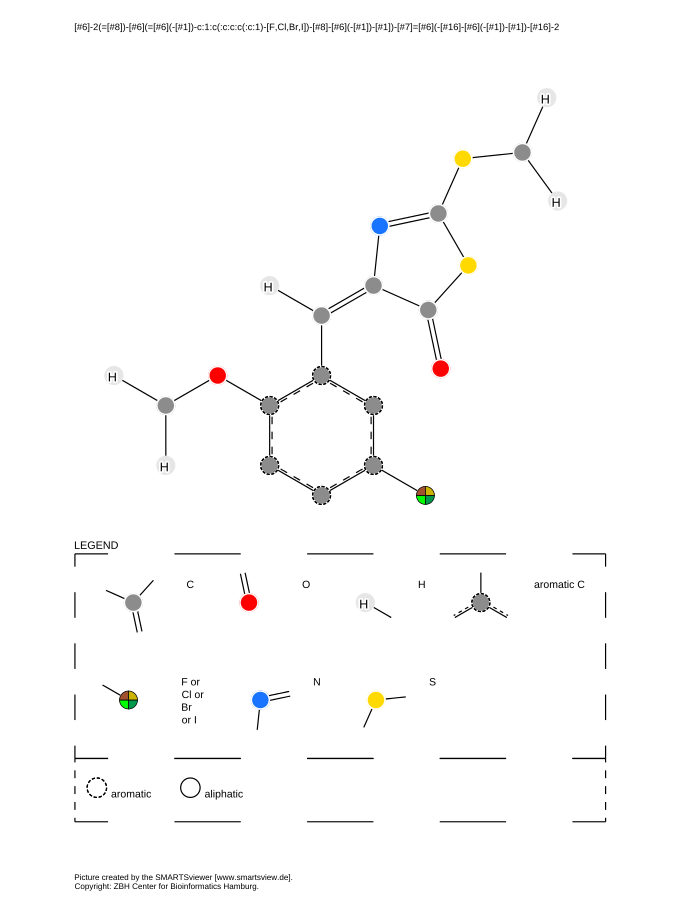 [#6]-2(=[#8])-[#6](=[#6](-[#1])-c:1:c(:c:c:c(:c:1)-[F,Cl,Br,I])-[#8]-[#6](-[#1])-[#1])-[#7]=[#6](-[#16]-[#6](-[#1])-[#1])-[#16]-2
H
H
H
H
H
LEGEND
C O H aromatic C
F or
Cl or
Br
or I
N S
aromatic aliphatic
Picture created by the SMARTSviewer [www.smartsview.de].
Copyright: ZBH Center for Bioinformatics Hamburg.